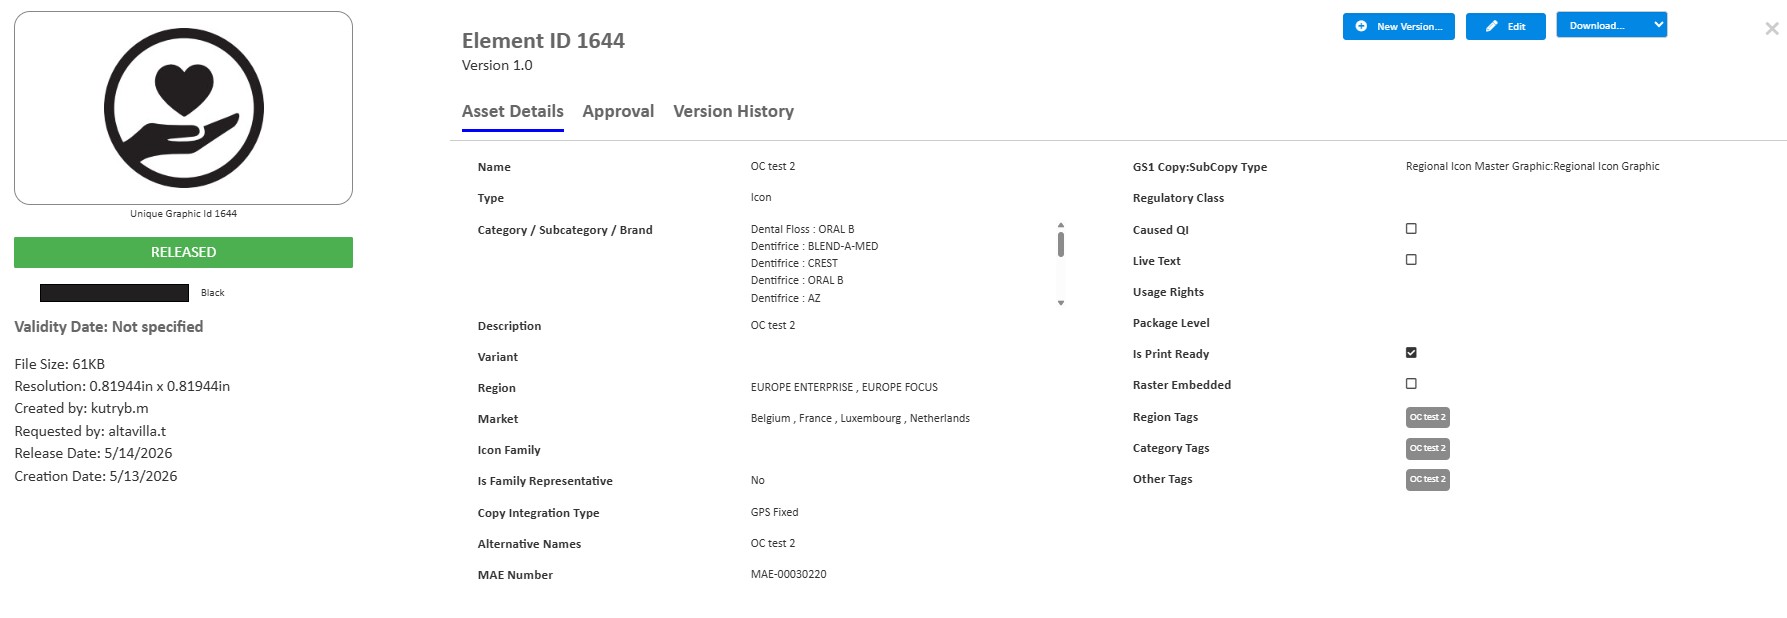 Unique Graphic Id 1644
RELEASED
Black
Validity Date: Not specified
File Size: 61KB
Resolution: 0.81944in x 0.81944in
Created by: kutryb.m
Requested by: altavilla.t
Release Date: 5/14/2026
Creation Date: 5/13/2026
Element ID 1644
Version 1.0
New Version...
Edit
Download...
Asset Details Approval Version History
Name OC test 2
Type Icon
Category / Subcategory / Brand Dental Floss : ORAL B
Dentifrice : BLEND-A-MED
Dentifrice : CREST
Dentifrice : ORAL B
Dentifrice : AZ
Description OC test 2
Variant
Region EUROPE ENTERPRISE , EUROPE FOCUS
Market Belgium , France , Luxembourg , Netherlands
Icon Family
Is Family Representative No
Copy Integration Type GPS Fixed
Alternative Names OC test 2
MAE Number MAE-00030220
GS1 Copy:SubCopy Type Regional Icon Master Graphic:Regional Icon Graphic
Regulatory Class
Caused QI
Live Text
Usage Rights
Package Level
Is Print Ready
Raster Embedded
Region Tags OC test 2
Category Tags OC test 2
Other Tags OC test 2